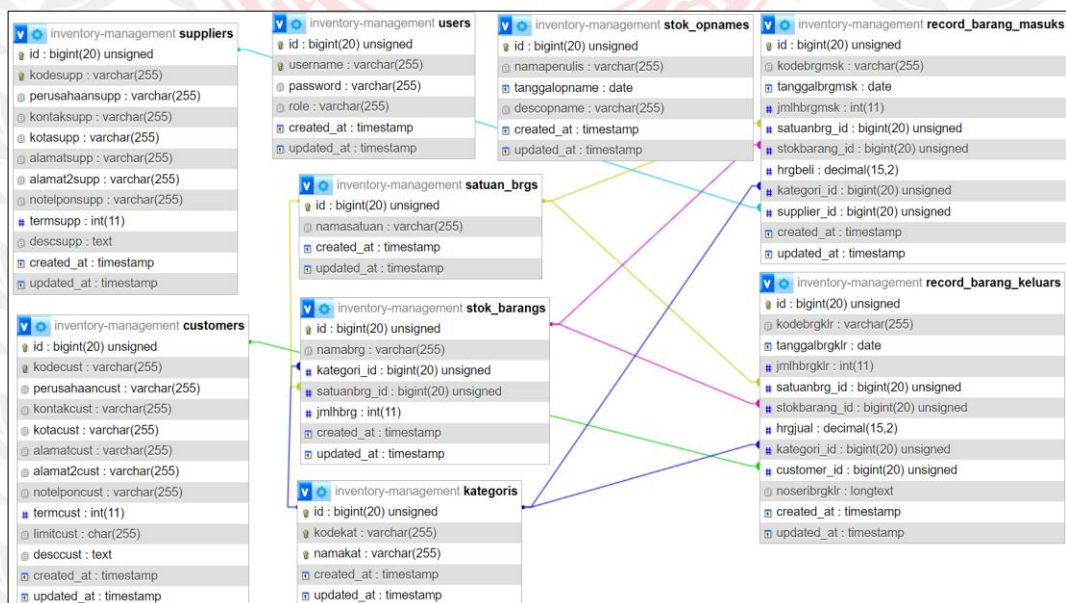 inventory-management suppliers
id : bigint(20) unsigned
kodesupp : varchar(255)
perusahaansupp : varchar(255)
kontaksupp : varchar(255)
kotasupp : varchar(255)
alamatsupp : varchar(255)
alamat2supp : varchar(255)
notelponsupp : varchar(255)
termsupp : int(11)
descsupp : text
created_at : timestamp
updated_at : timestamp
inventory-management users
id : bigint(20) unsigned
username : varchar(255)
password : varchar(255)
role : varchar(255)
created_at : timestamp
updated_at : timestamp
inventory-management stok_opnames
id : bigint(20) unsigned
namapenulis : varchar(255)
tanggalopname : date
descopname : varchar(255)
created_at : timestamp
updated_at : timestamp
inventory-management record_barang_masuks
id : bigint(20) unsigned
kodebrgmsk : varchar(255)
tanggalbrgmsk : date
jmlhbrgmsk : int(11)
satuanbrg_id : bigint(20) unsigned
stokbarang_id : bigint(20) unsigned
hrgbeli : decimal(15,2)
kategori_id : bigint(20) unsigned
supplier_id : bigint(20) unsigned
created_at : timestamp
updated_at : timestamp
inventory-management satuan_brgs
id : bigint(20) unsigned
namasatuan : varchar(255)
created_at : timestamp
updated_at : timestamp
inventory-management customers
id : bigint(20) unsigned
kodecust : varchar(255)
perusahaancust : varchar(255)
kontakcust : varchar(255)
kotacust : varchar(255)
alamatcust : varchar(255)
alamat2cust : varchar(255)
notelponcust : varchar(255)
termcust : int(11)
limitcust : char(255)
desccust : text
created_at : timestamp
updated_at : timestamp
inventory-management stok_barangs
id : bigint(20) unsigned
namabrg : varchar(255)
kategori_id : bigint(20) unsigned
satuanbrg_id : bigint(20) unsigned
jmlhbrg : int(11)
created_at : timestamp
updated_at : timestamp
inventory-management kategoris
id : bigint(20) unsigned
kodekat : varchar(255)
namakat : varchar(255)
created_at : timestamp
updated_at : timestamp
inventory-management record_barang_keluars
id : bigint(20) unsigned
kodebrgklr : varchar(255)
tanggalbrgklr : date
jmlhbrgklr : int(11)
satuanbrg_id : bigint(20) unsigned
stokbarang_id : bigint(20) unsigned
hrgjual : decimal(15,2)
kategori_id : bigint(20) unsigned
customer_id : bigint(20) unsigned
noseribrgklr : longtext
created_at : timestamp
updated_at : timestamp